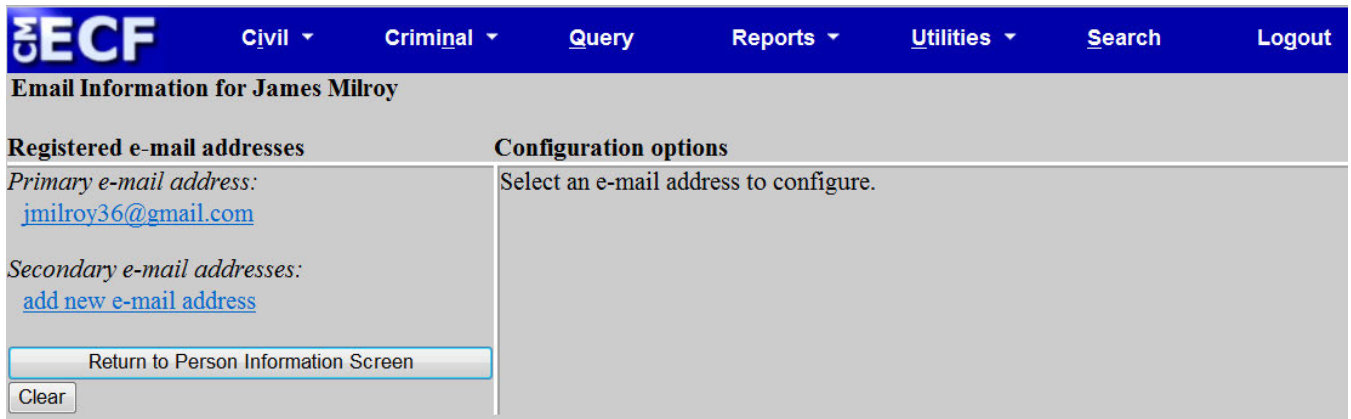 CM ECF Civil Criminal Query Reports Utilities Search Logout
Email Information for James Milroy
Registered e-mail addresses
Primary e-mail address:
jmilroy36@gmail.com
Secondary e-mail addresses:
add new e-mail address
Return to Person Information Screen
Clear
Configuration options
Select an e-mail address to configure.